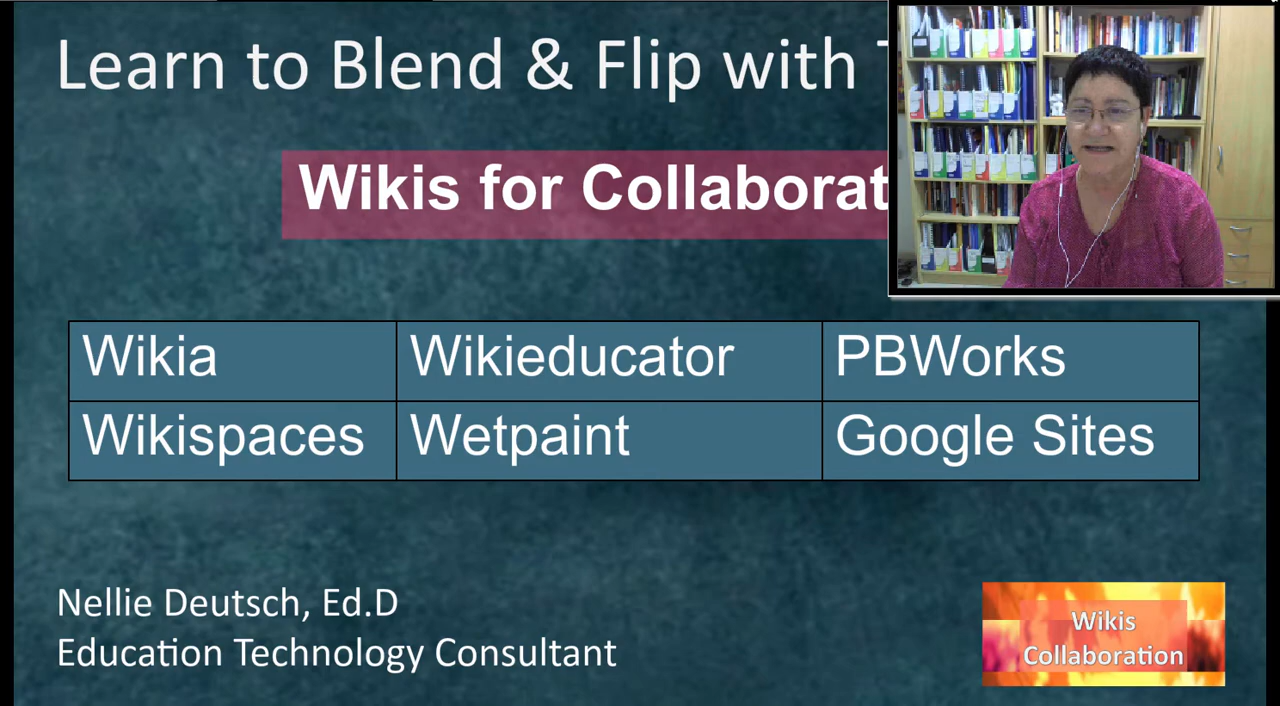 Learn to Blend & Flip with
Wikis for Collaborat
Wikia Wikieducator PBWorks
Wikispaces Wetpaint Google Sites
Nellie Deutsch, Ed.D
Education Technology Consultant
Wikis
Collaboration